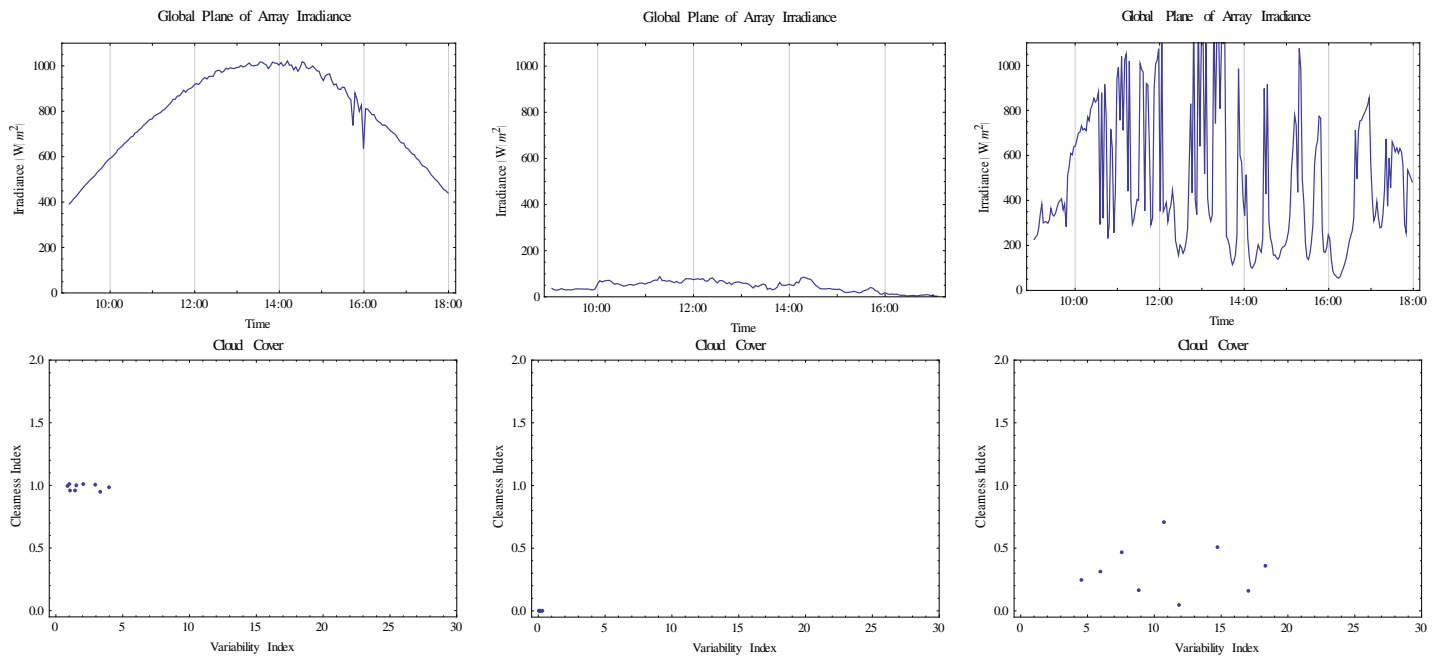 Global Plane of Array Irradiance
Irradiance [W/m²]
1000
800
600
400
200
0
10:00 12:00 14:00 16:00 18:00
Time
Global Plane of Array Irradiance
Irradiance [W/m²]
1000
800
600
400
200
0
10:00 12:00 14:00 16:00
Time
Global Plane of Array Irradiance
Irradiance [W/m²]
1000
800
600
400
200
0
10:00 12:00 14:00 16:00 18:00
Time
Cloud Cover
Clearness Index
2.0
1.5
1.0
0.5
0.0
0 5 10 15 20 25 30
Variability Index
Cloud Cover
Clearness Index
2.0
1.5
1.0
0.5
0.0
0 5 10 15 20 25 30
Variability Index
Cloud Cover
Clearness Index
2.0
1.5
1.0
0.5
0.0
0 5 10 15 20 25 30
Variability Index